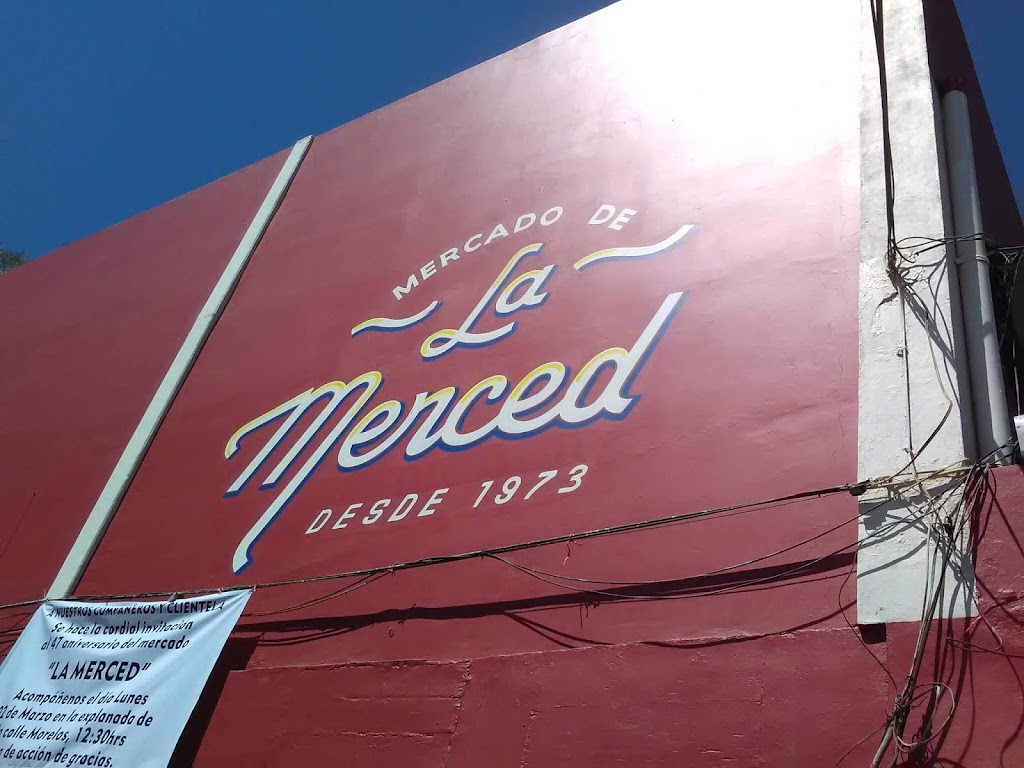 MERCADO DE
La
Merced
DESDE 1973
NUESTROS COMPAÑEROS Y CLIENTELA
Se hace la cordial invitación
al 47 aniversario del mercado
"LA MERCED"
Acompáñenos el día Lunes
de Marzo en la explanada de
calle Morelos, 12:30hrs
de acción de gracias.